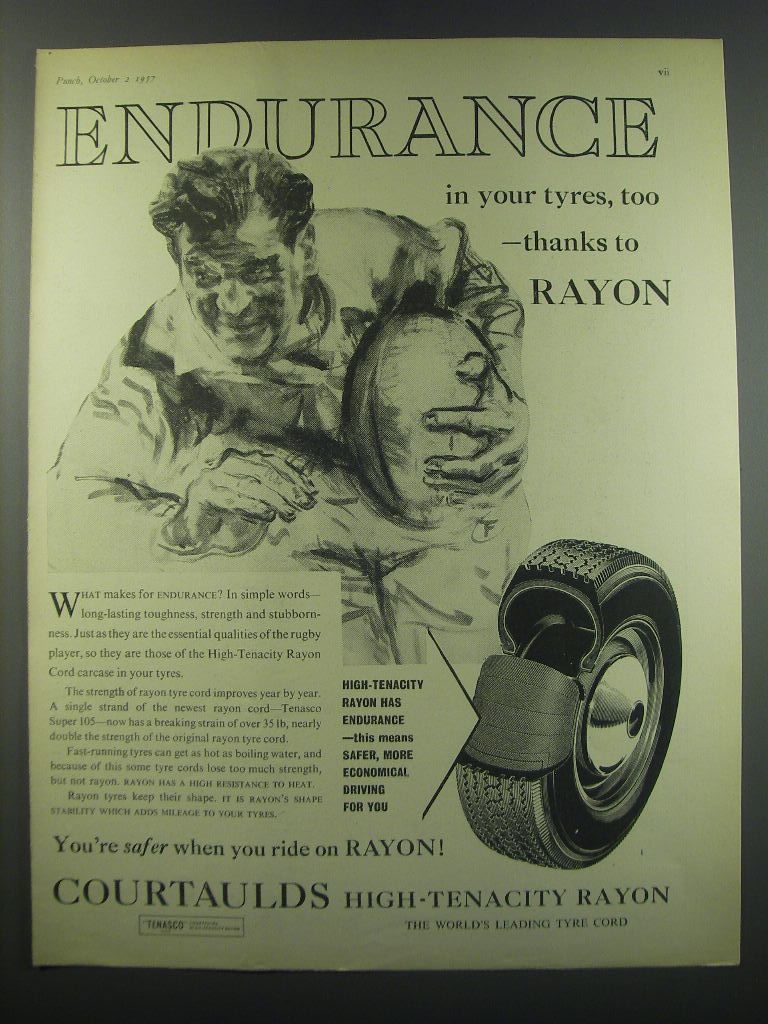 Punch, October 2 1957
vii
ENDURANCE
in your tyres, too
—thanks to
RAYON
WHAT makes for ENDURANCE? In simple words—
long-lasting toughness, strength and stubborn-
ness. Just as they are the essential qualities of the rugby
player, so they are those of the High-Tenacity Rayon
Cord carcase in your tyres.
The strength of rayon tyre cord improves year by year.
A single strand of the newest rayon cord—Tenasco
Super 105—now has a breaking strain of over 35 lb, nearly
double the strength of the original rayon tyre cord.
Fast-running tyres can get as hot as boiling water, and
because of this some tyre cords lose too much strength,
but not rayon. RAYON HAS A HIGH RESISTANCE TO HEAT.
Rayon tyres keep their shape. IT IS RAYON'S SHAPE
STABILITY WHICH ADDS MILEAGE TO YOUR TYRES.
HIGH-TENACITY
RAYON HAS
ENDURANCE
—this means
SAFER, MORE
ECONOMICAL
DRIVING
FOR YOU
You're safer when you ride on RAYON!
COURTAULDS HIGH-TENACITY RAYON
"TENASCO"
THE WORLD'S LEADING TYRE CORD